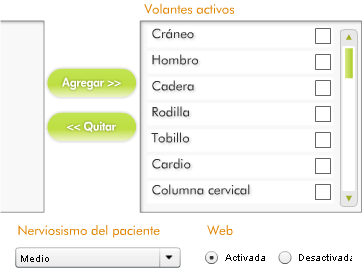 Volantes activos
Cráneo
Hombro
Cadera
Rodilla
Tobillo
Cardio
Columna cervical
Agregar >>
<< Quitar
Nerviosismo del paciente
Medio
Web
Activada
Desactivada